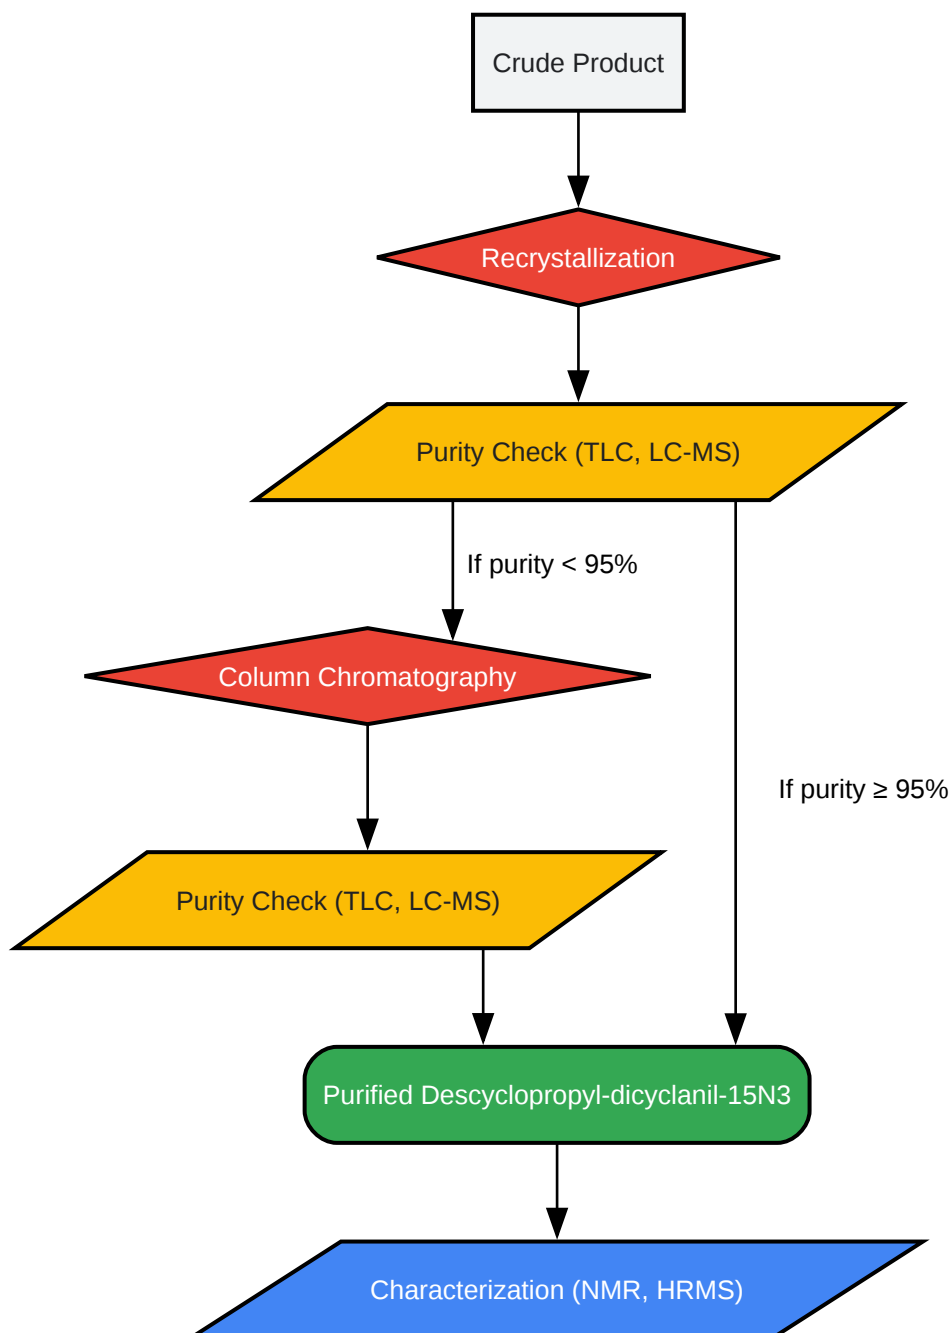 Crude Product
Recrystallization
Purity Check (TLC, LC-MS)
If purity < 95%
Column Chromatography
If purity ≥ 95%
Purity Check (TLC, LC-MS)
Purified Descyclopropyl-dicyclanil-15N3
Characterization (NMR, HRMS)